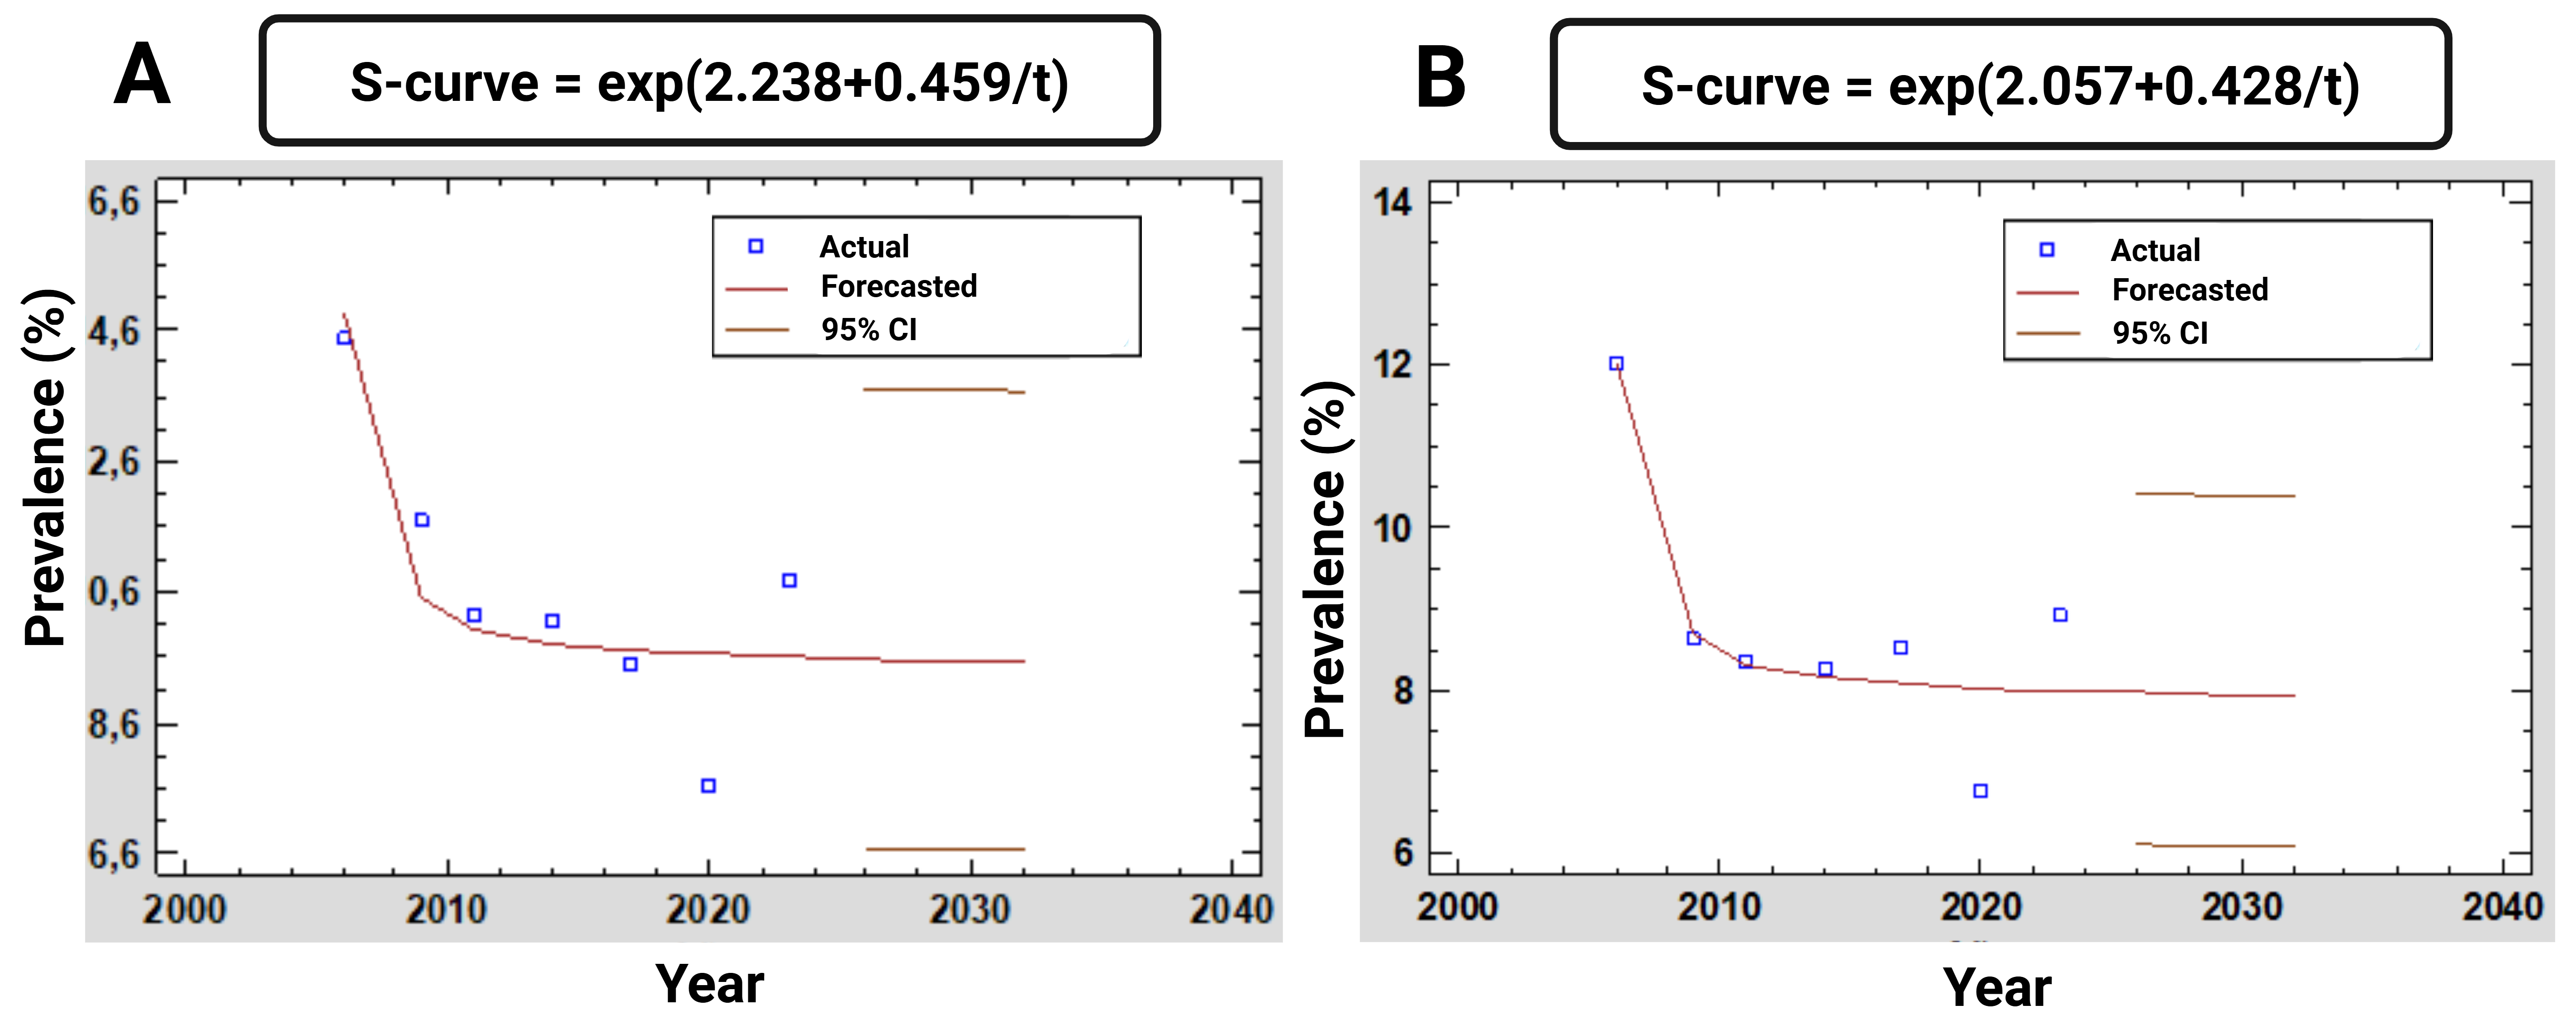 A
S-curve = exp(2.238+0.459/t)
Prevalence (%)
6,6
4,6
2,6
0,6
8,6
6,6
Actual
Forecasted
95% CI
2000
2010
2020
2030
2040
Year
B
S-curve = exp(2.057+0.428/t)
Prevalence (%)
14
12
10
8
6
Actual
Forecasted
95% CI
2000
2010
2020
2030
2040
Year